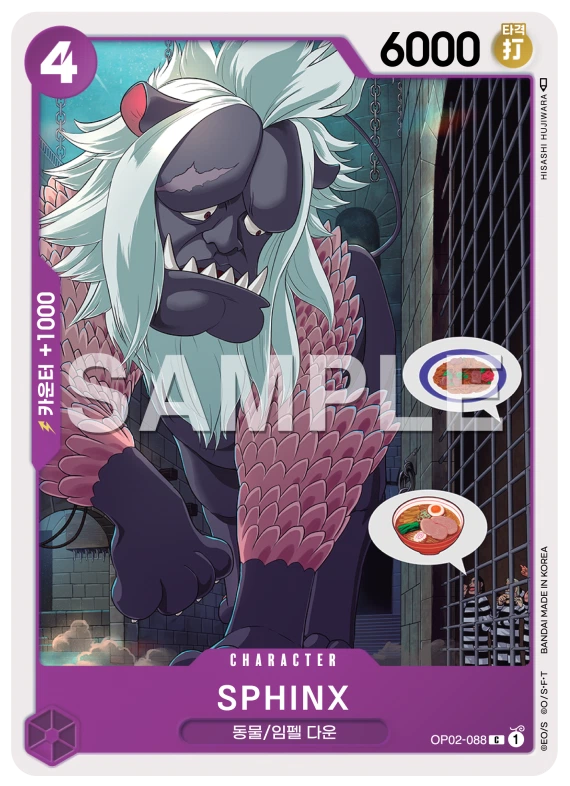 4
6000
타격
打
HISASHI HUJIWARA
카운터 +1000
SAMPLE
CHARACTER
SPHINX
동물/임펠 다운
OP02-088 C 1
©EO/S ©O/S･F･T BANDAI MADE IN KOREA